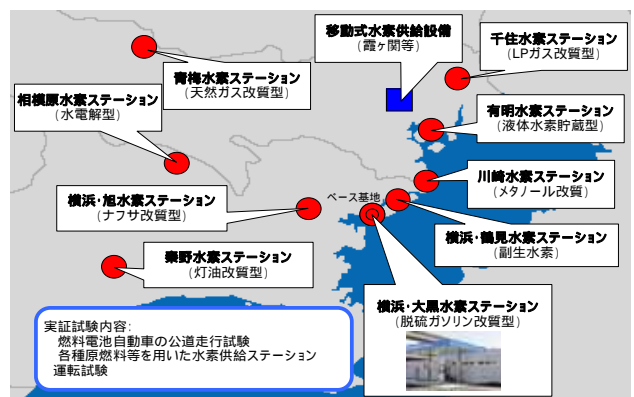 移動式水素供給設備
(霞ヶ関等)
千住水素ステーション
(LPガス改質型)
青梅水素ステーション
(天然ガス改質型)
相模原水素ステーション
(水電解型)
有明水素ステーション
(液体水素貯蔵型)
川崎水素ステーション
(メタノール改質)
横浜・旭水素ステーション
(ナフサ改質型)
ベース基地
横浜・鶴見水素ステーション
(副生水素)
秦野水素ステーション
(灯油改質型)
横浜・大黒水素ステーション
(脱硫ガソリン改質型)
実証試験内容:
燃料電池自動車の公道走行試験
各種原燃料等を用いた水素供給ステーション
運転試験